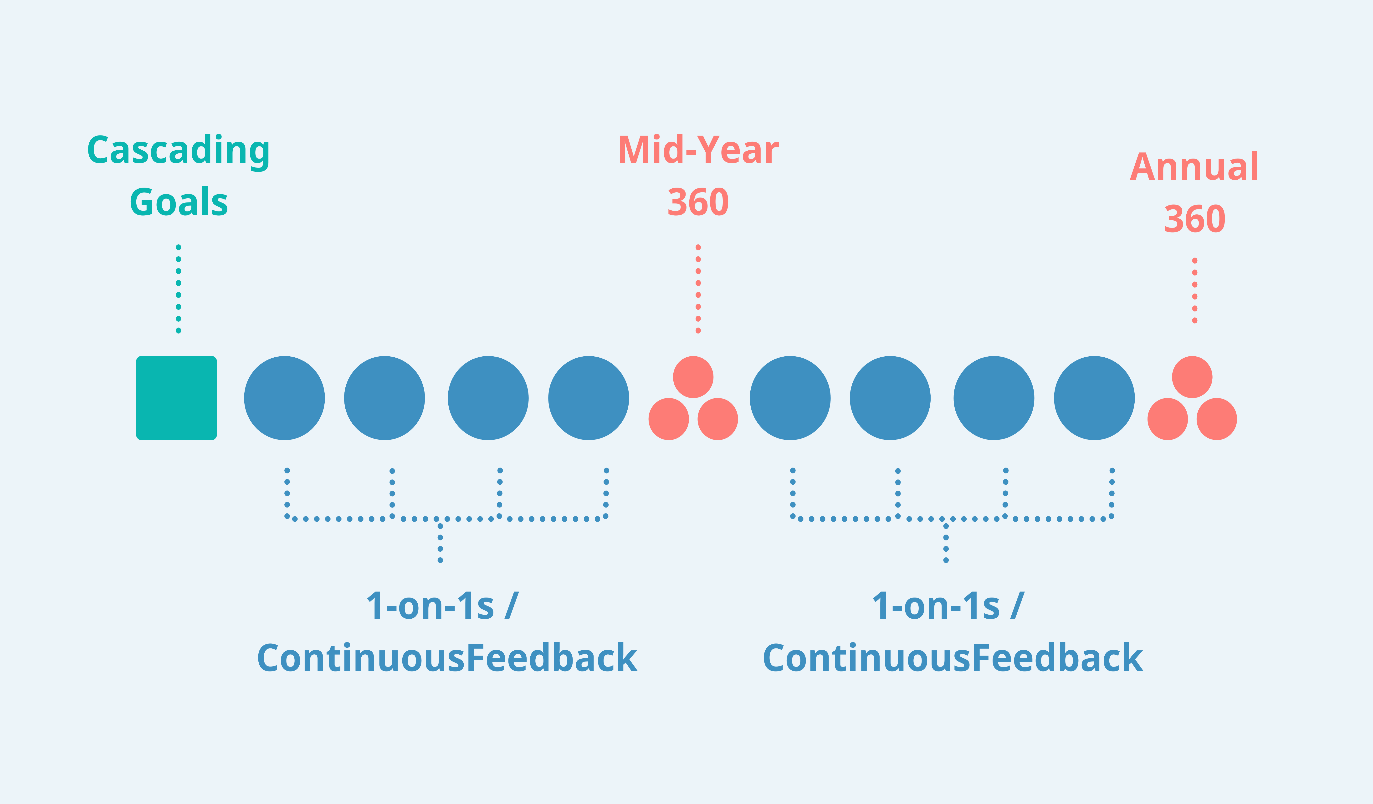 Cascading
Goals
Mid-Year
360
Annual
360
1-on-1s /
ContinuousFeedback
1-on-1s /
ContinuousFeedback